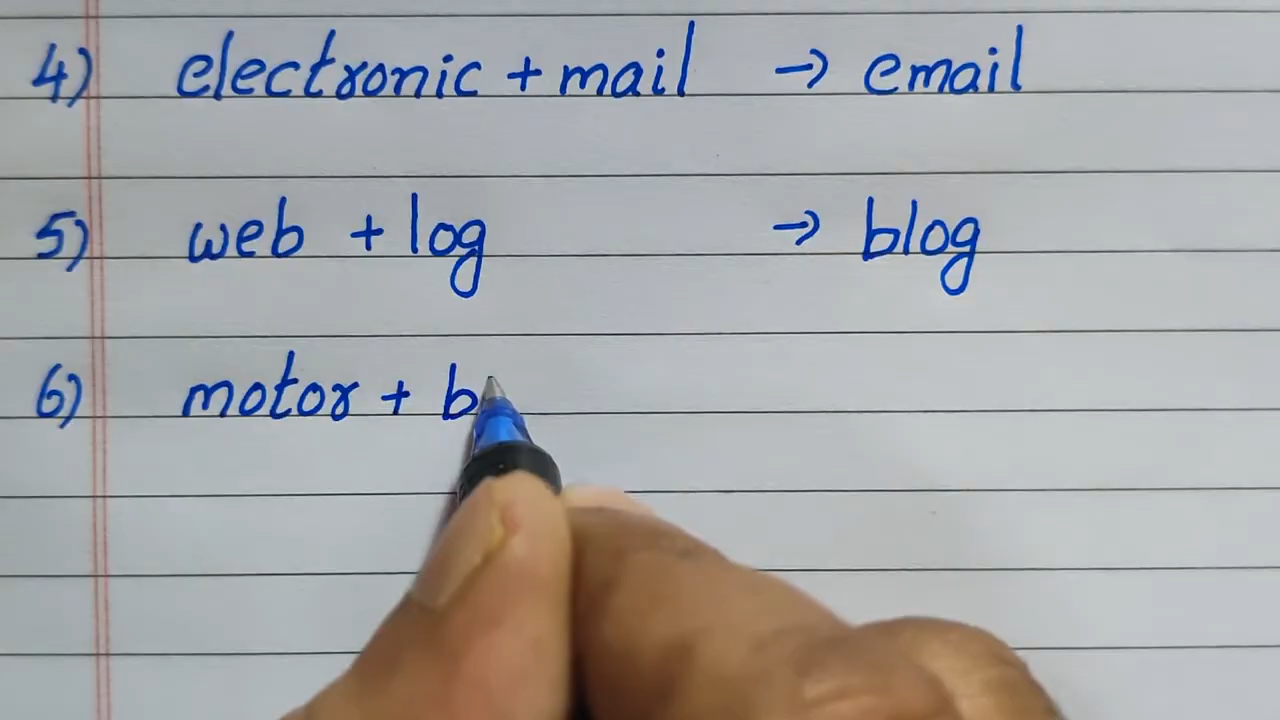 4) electronic + mail → email
5) web + log → blog
6) motor + b